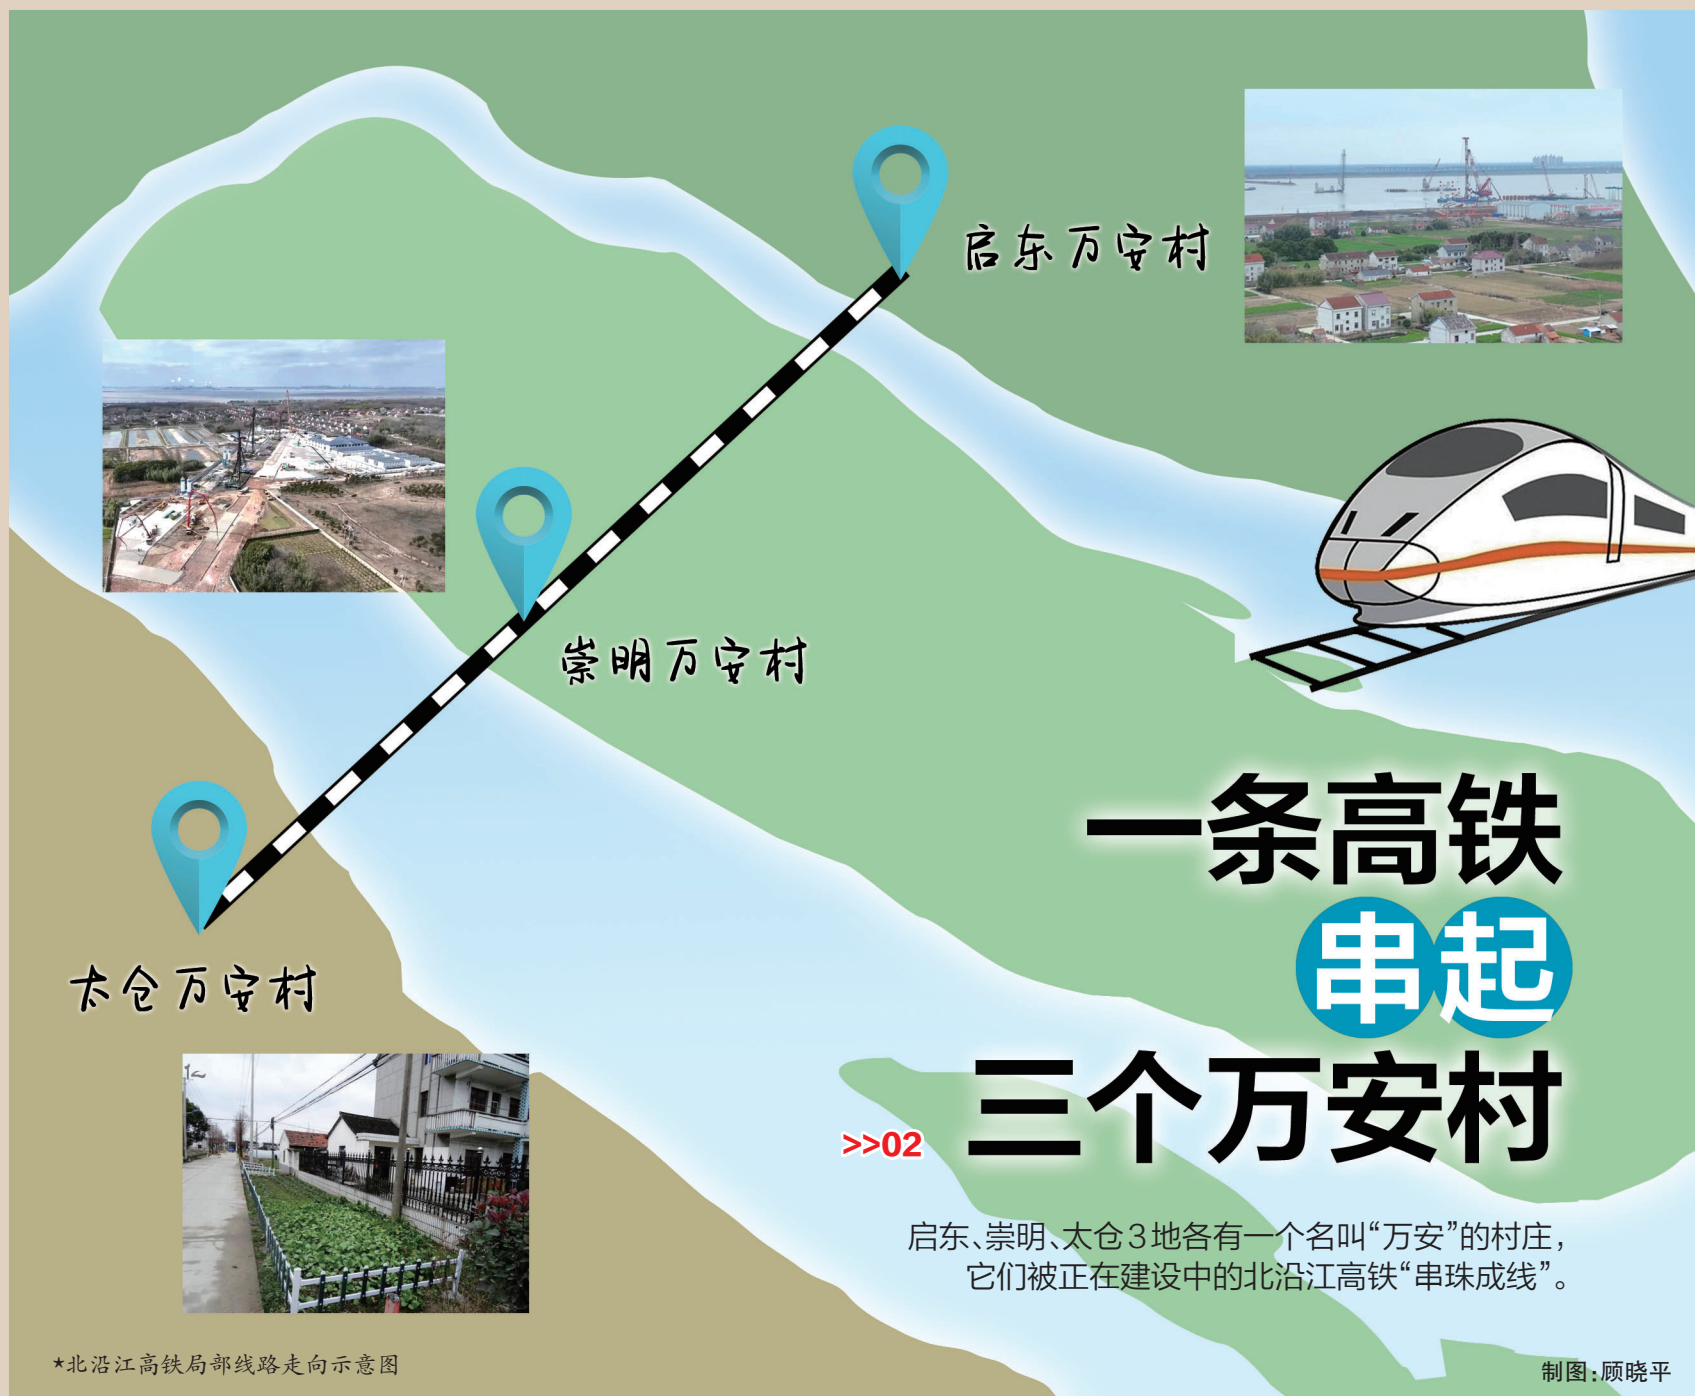 启东万安村
崇明万安村
太仓万安村
一条高铁
串起
三个万安村
>>02
启东、崇明、太仓3地各有一个名叫“万安”的村庄，
它们被正在建设中的北沿江高铁“串珠成线”。
*北沿江高铁局部线路走向示意图
制图:顾晓平